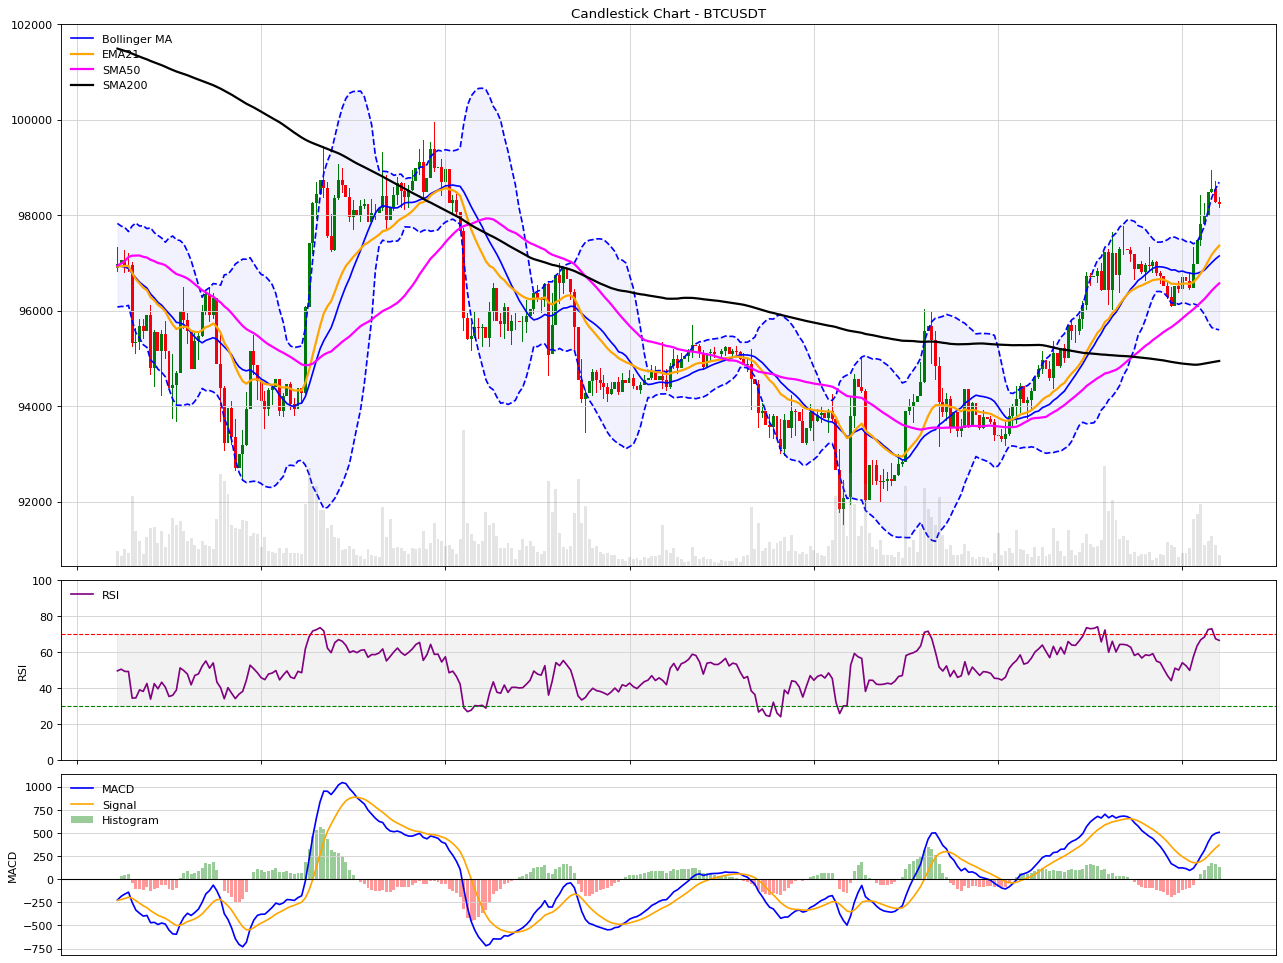 Candlestick Chart - BTCUSDT
102000
100000
98000
96000
94000
92000
Bollinger MA
EMA21
SMA50
SMA200
100
80
60
40
20
0
RSI
RSI
1000
750
500
250
0
−250
−500
−750
MACD
MACD
Signal
Histogram